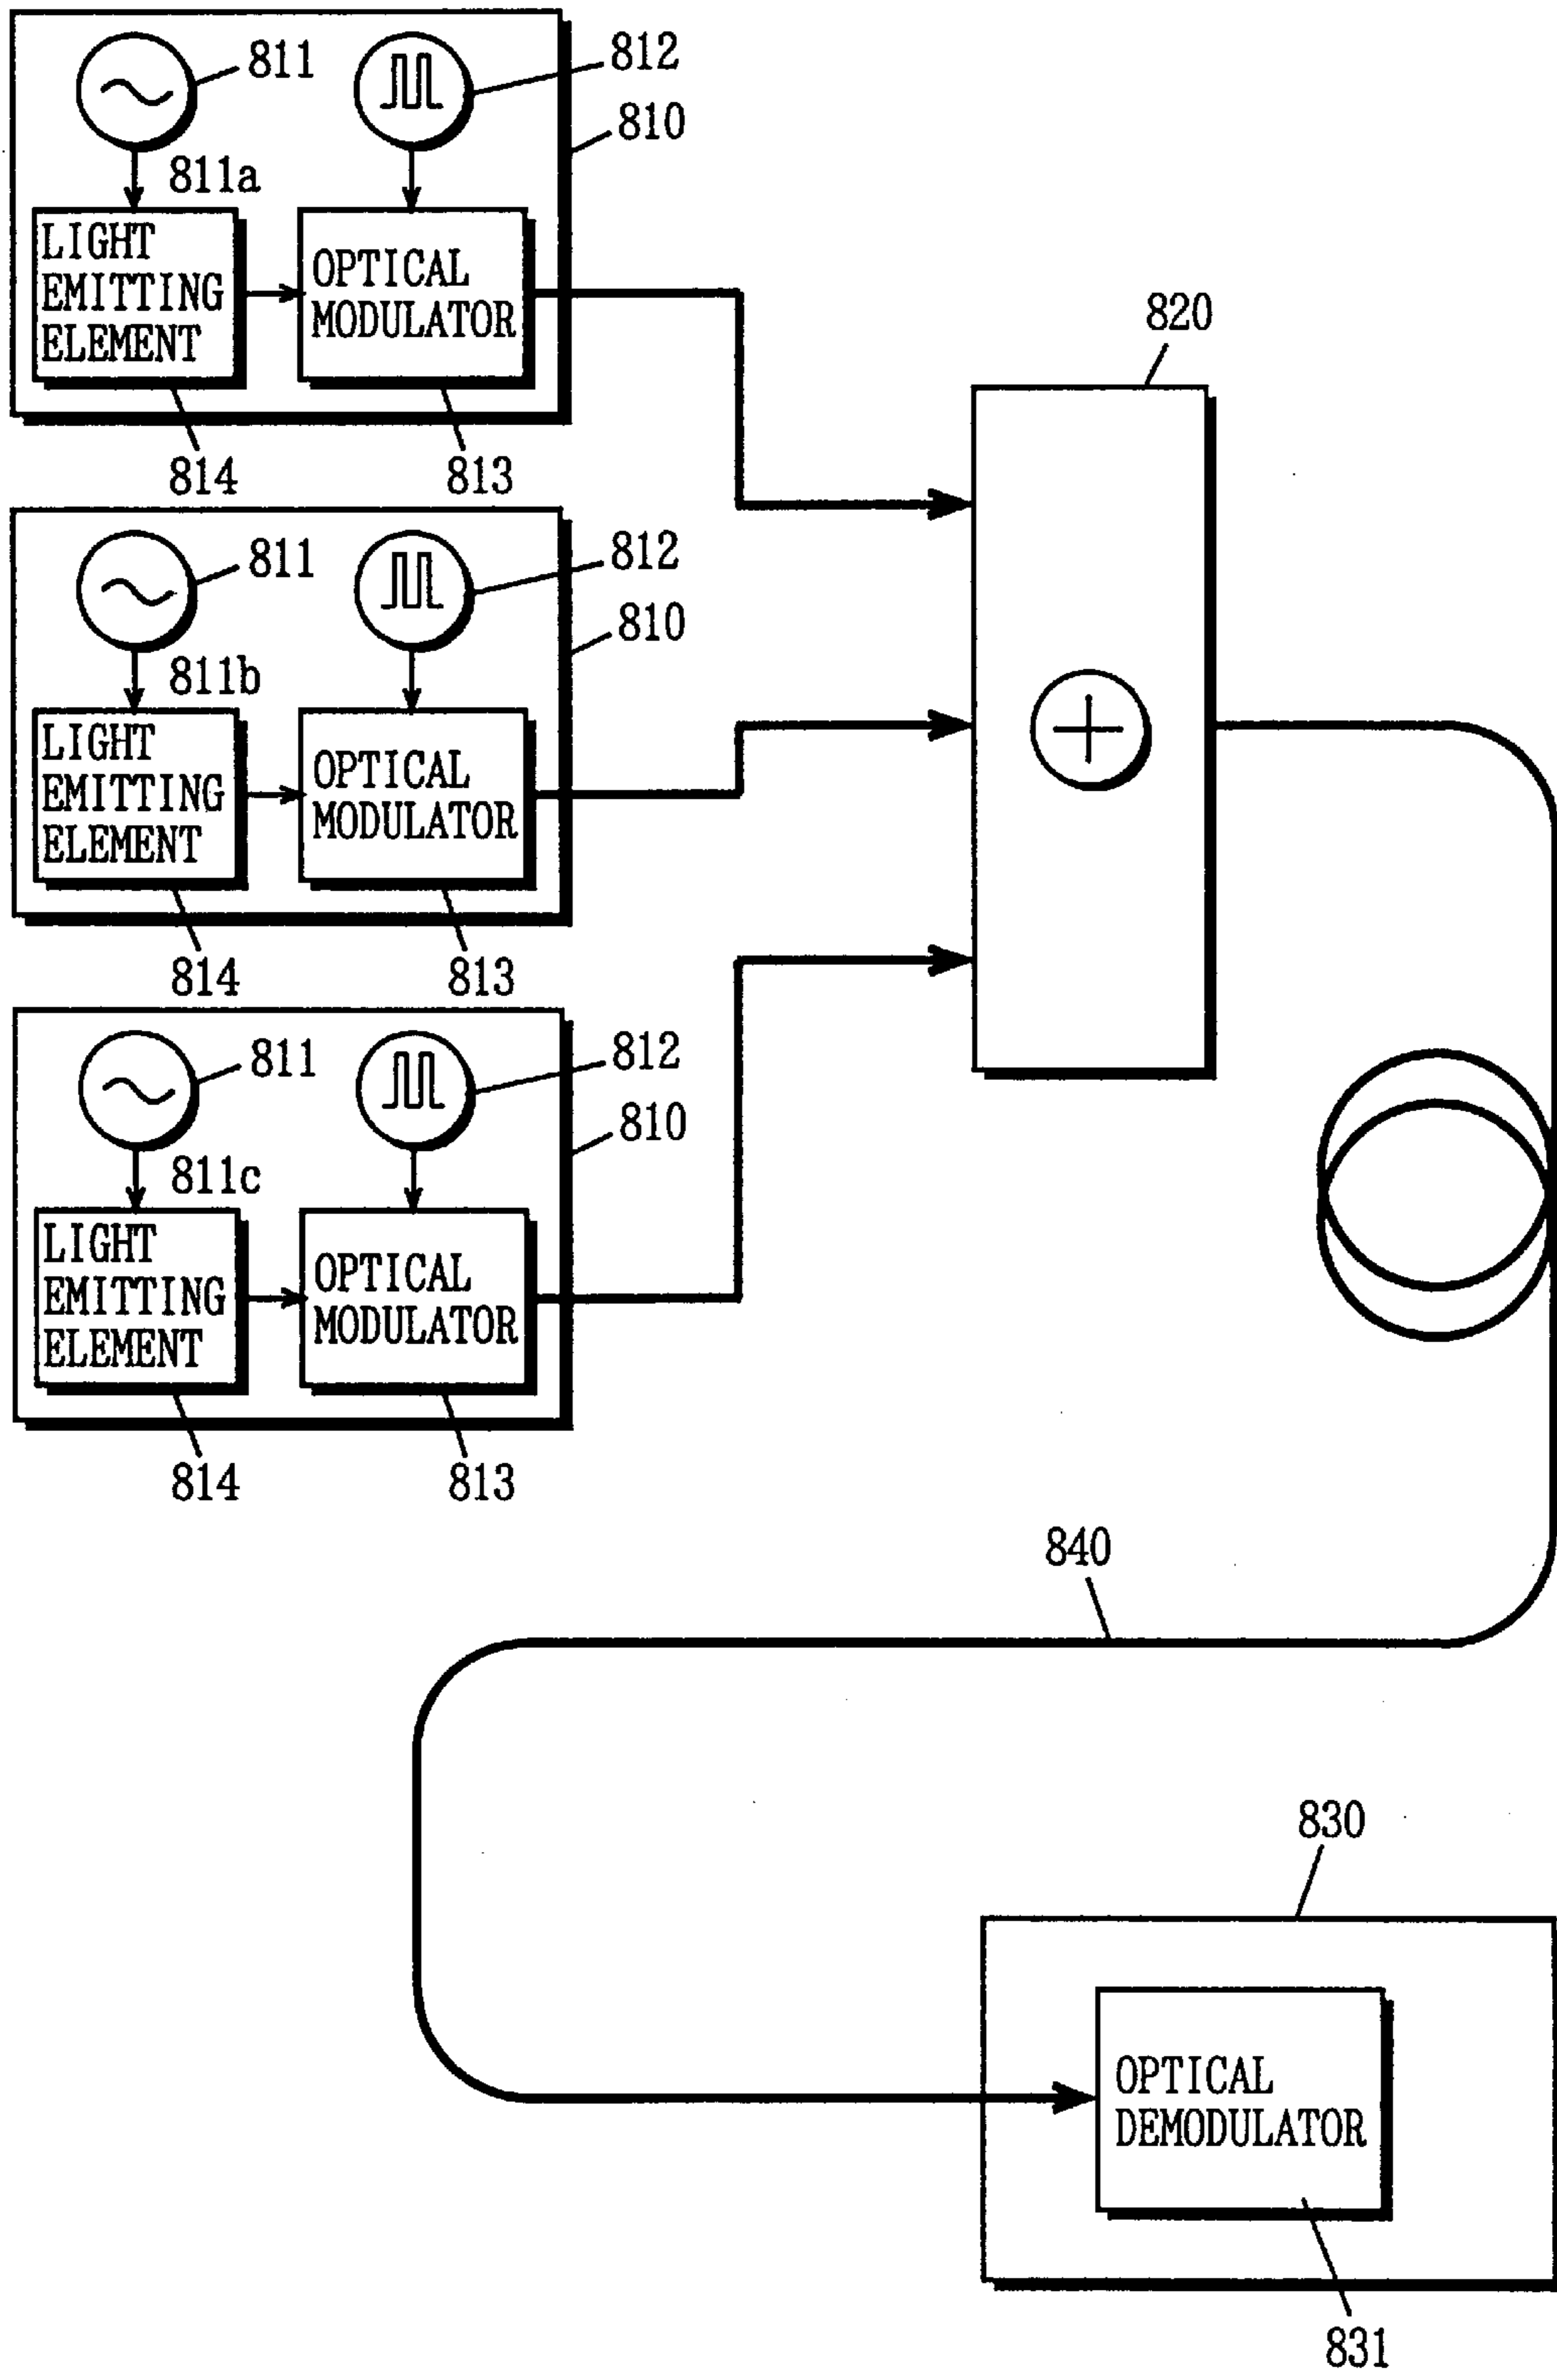 811
812
810
811a
LIGHT
EMITTING
ELEMENT
OPTICAL
MODULATOR
814
813
811
812
810
811b
LIGHT
EMITTING
ELEMENT
OPTICAL
MODULATOR
814
813
811
812
810
811c
LIGHT
EMITTING
ELEMENT
OPTICAL
MODULATOR
814
813
820
840
830
OPTICAL
DEMODULATOR
831